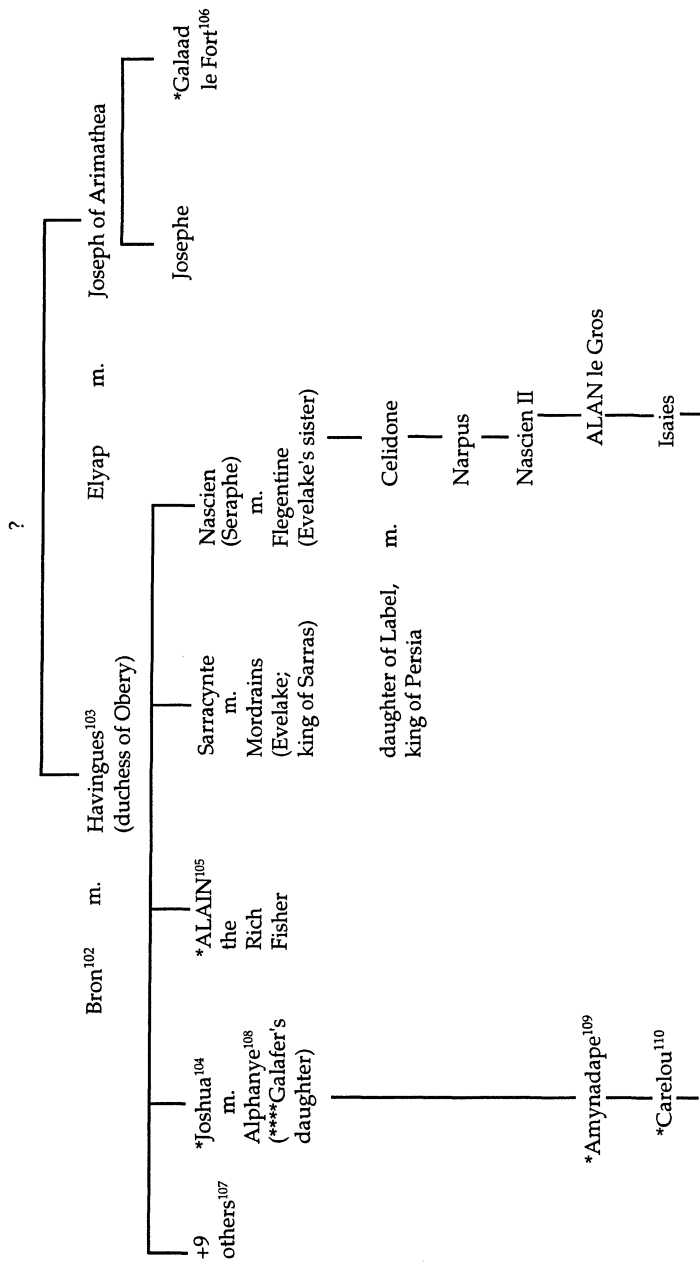 ?
Bron102 m. Havingues103 Elyap m. Joseph of Arimathea
(duchess of Obery)
+9
others107
*Joshua104
m.
Alphanye108
(****Galafer's
daughter)
*ALAIN105
the
Rich
Fisher
Sarracynte
m.
Mordrains
(Evelake;
king of Sarras)
Nascien
(Seraphe)
m.
Flegentine
(Evelake's sister)
Josephe
*Galaad
le Fort106
daughter of Label, m. Celidone
king of Persia
Narpus
Nascien II
*Amynadape109
ALAN le Gros
*Carelou110
Isaies